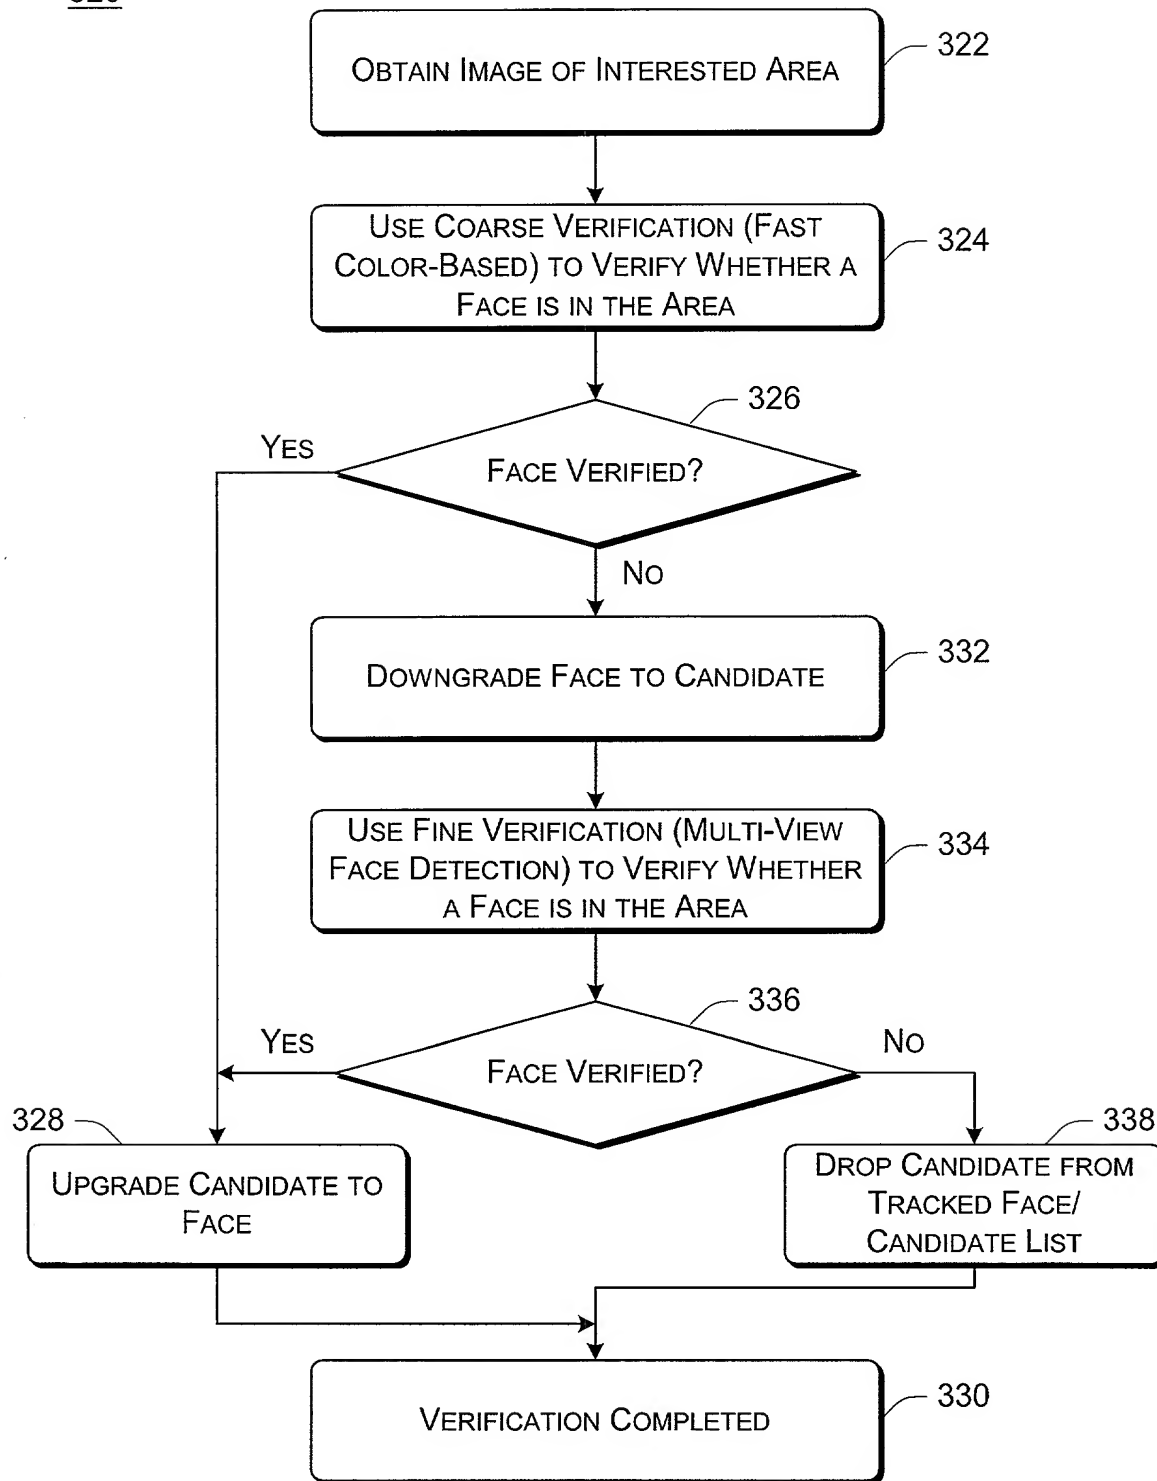 OBTAIN IMAGE OF INTERESTED AREA
322
USE COARSE VERIFICATION (FAST
COLOR-BASED) TO VERIFY WHETHER A
FACE IS IN THE AREA
324
326
YES
FACE VERIFIED?
NO
DOWNGRADE FACE TO CANDIDATE
332
USE FINE VERIFICATION (MULTI-VIEW
FACE DETECTION) TO VERIFY WHETHER
A FACE IS IN THE AREA
334
336
YES
FACE VERIFIED?
NO
328
UPGRADE CANDIDATE TO
FACE
338
DROP CANDIDATE FROM
TRACKED FACE/
CANDIDATE LIST
VERIFICATION COMPLETED
330